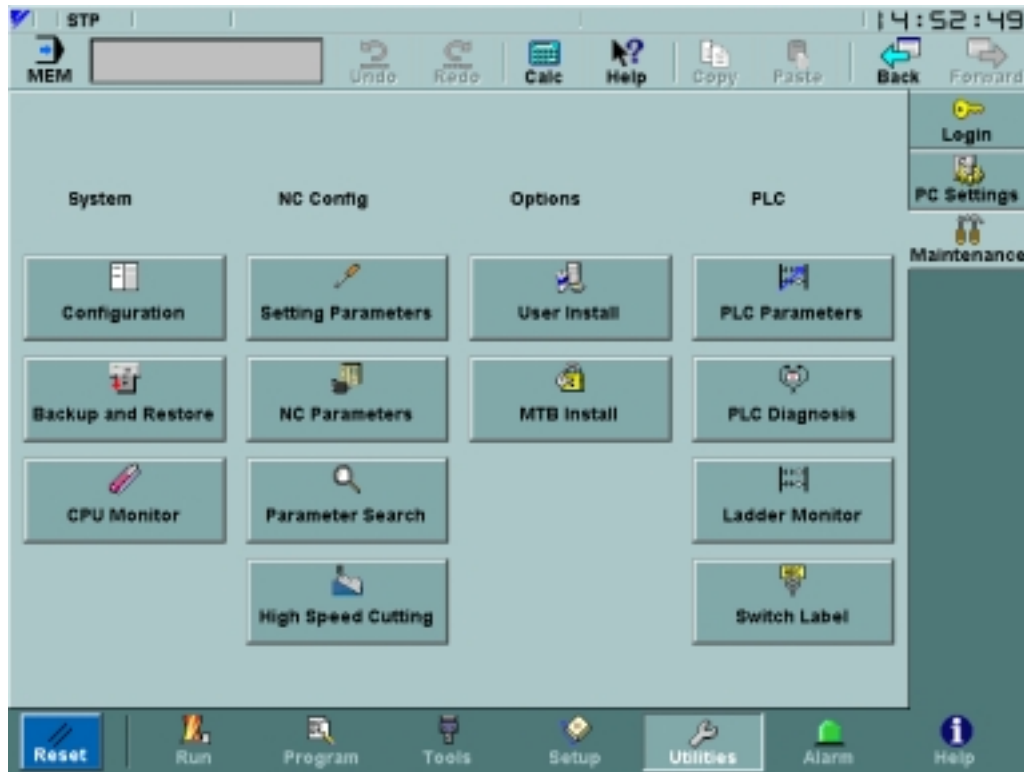 STP 14:52:49
MEM Undo Redo Calc Help Copy Paste Back Forward
Login
PC Settings
Maintenance
System NC Config Options PLC
Configuration Setting Parameters User Install PLC Parameters
Backup and Restore NC Parameters MTB Install PLC Diagnosis
CPU Monitor Parameter Search Ladder Monitor
High Speed Cutting Switch Label
Reset Run Program Tools Setup Utilities Alarm Help